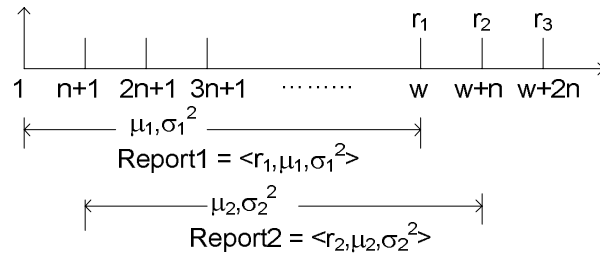 r₁ r₂ r₃
1 n+1 2n+1 3n+1 ......... w w+n w+2n
μ₁,σ₁²
Report1 = <r₁,μ₁,σ₁²>
μ₂,σ₂²
Report2 = <r₂,μ₂,σ₂²>